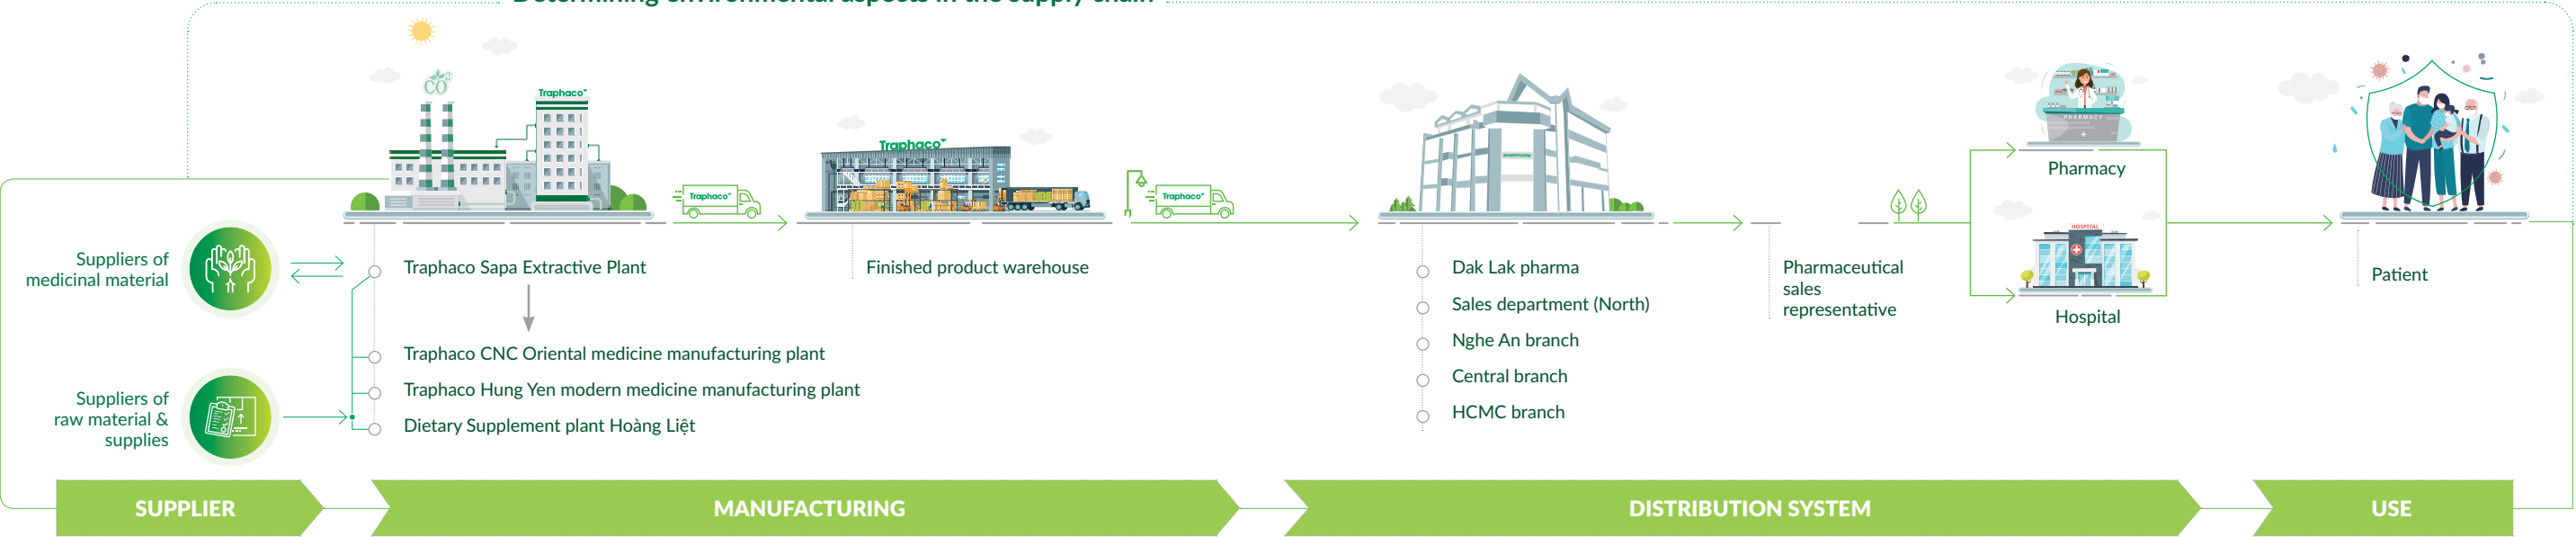 Determining environmental aspects in the supply chain
CO2
Traphaco
Traphaco
Traphaco
Traphaco
PHARMACY
Pharmacy
HOSPITAL
Hospital
Suppliers of
medicinal material
Traphaco Sapa Extractive Plant
Finished product warehouse
Dak Lak pharma
Sales department (North)
Nghe An branch
Central branch
HCMC branch
Pharmaceutical
sales
representative
Patient
Traphaco CNC Oriental medicine manufacturing plant
Traphaco Hung Yen modern medicine manufacturing plant
Dietary Supplement plant Hoàng Liệt
Suppliers of
raw material &
supplies
SUPPLIER
MANUFACTURING
DISTRIBUTION SYSTEM
USE